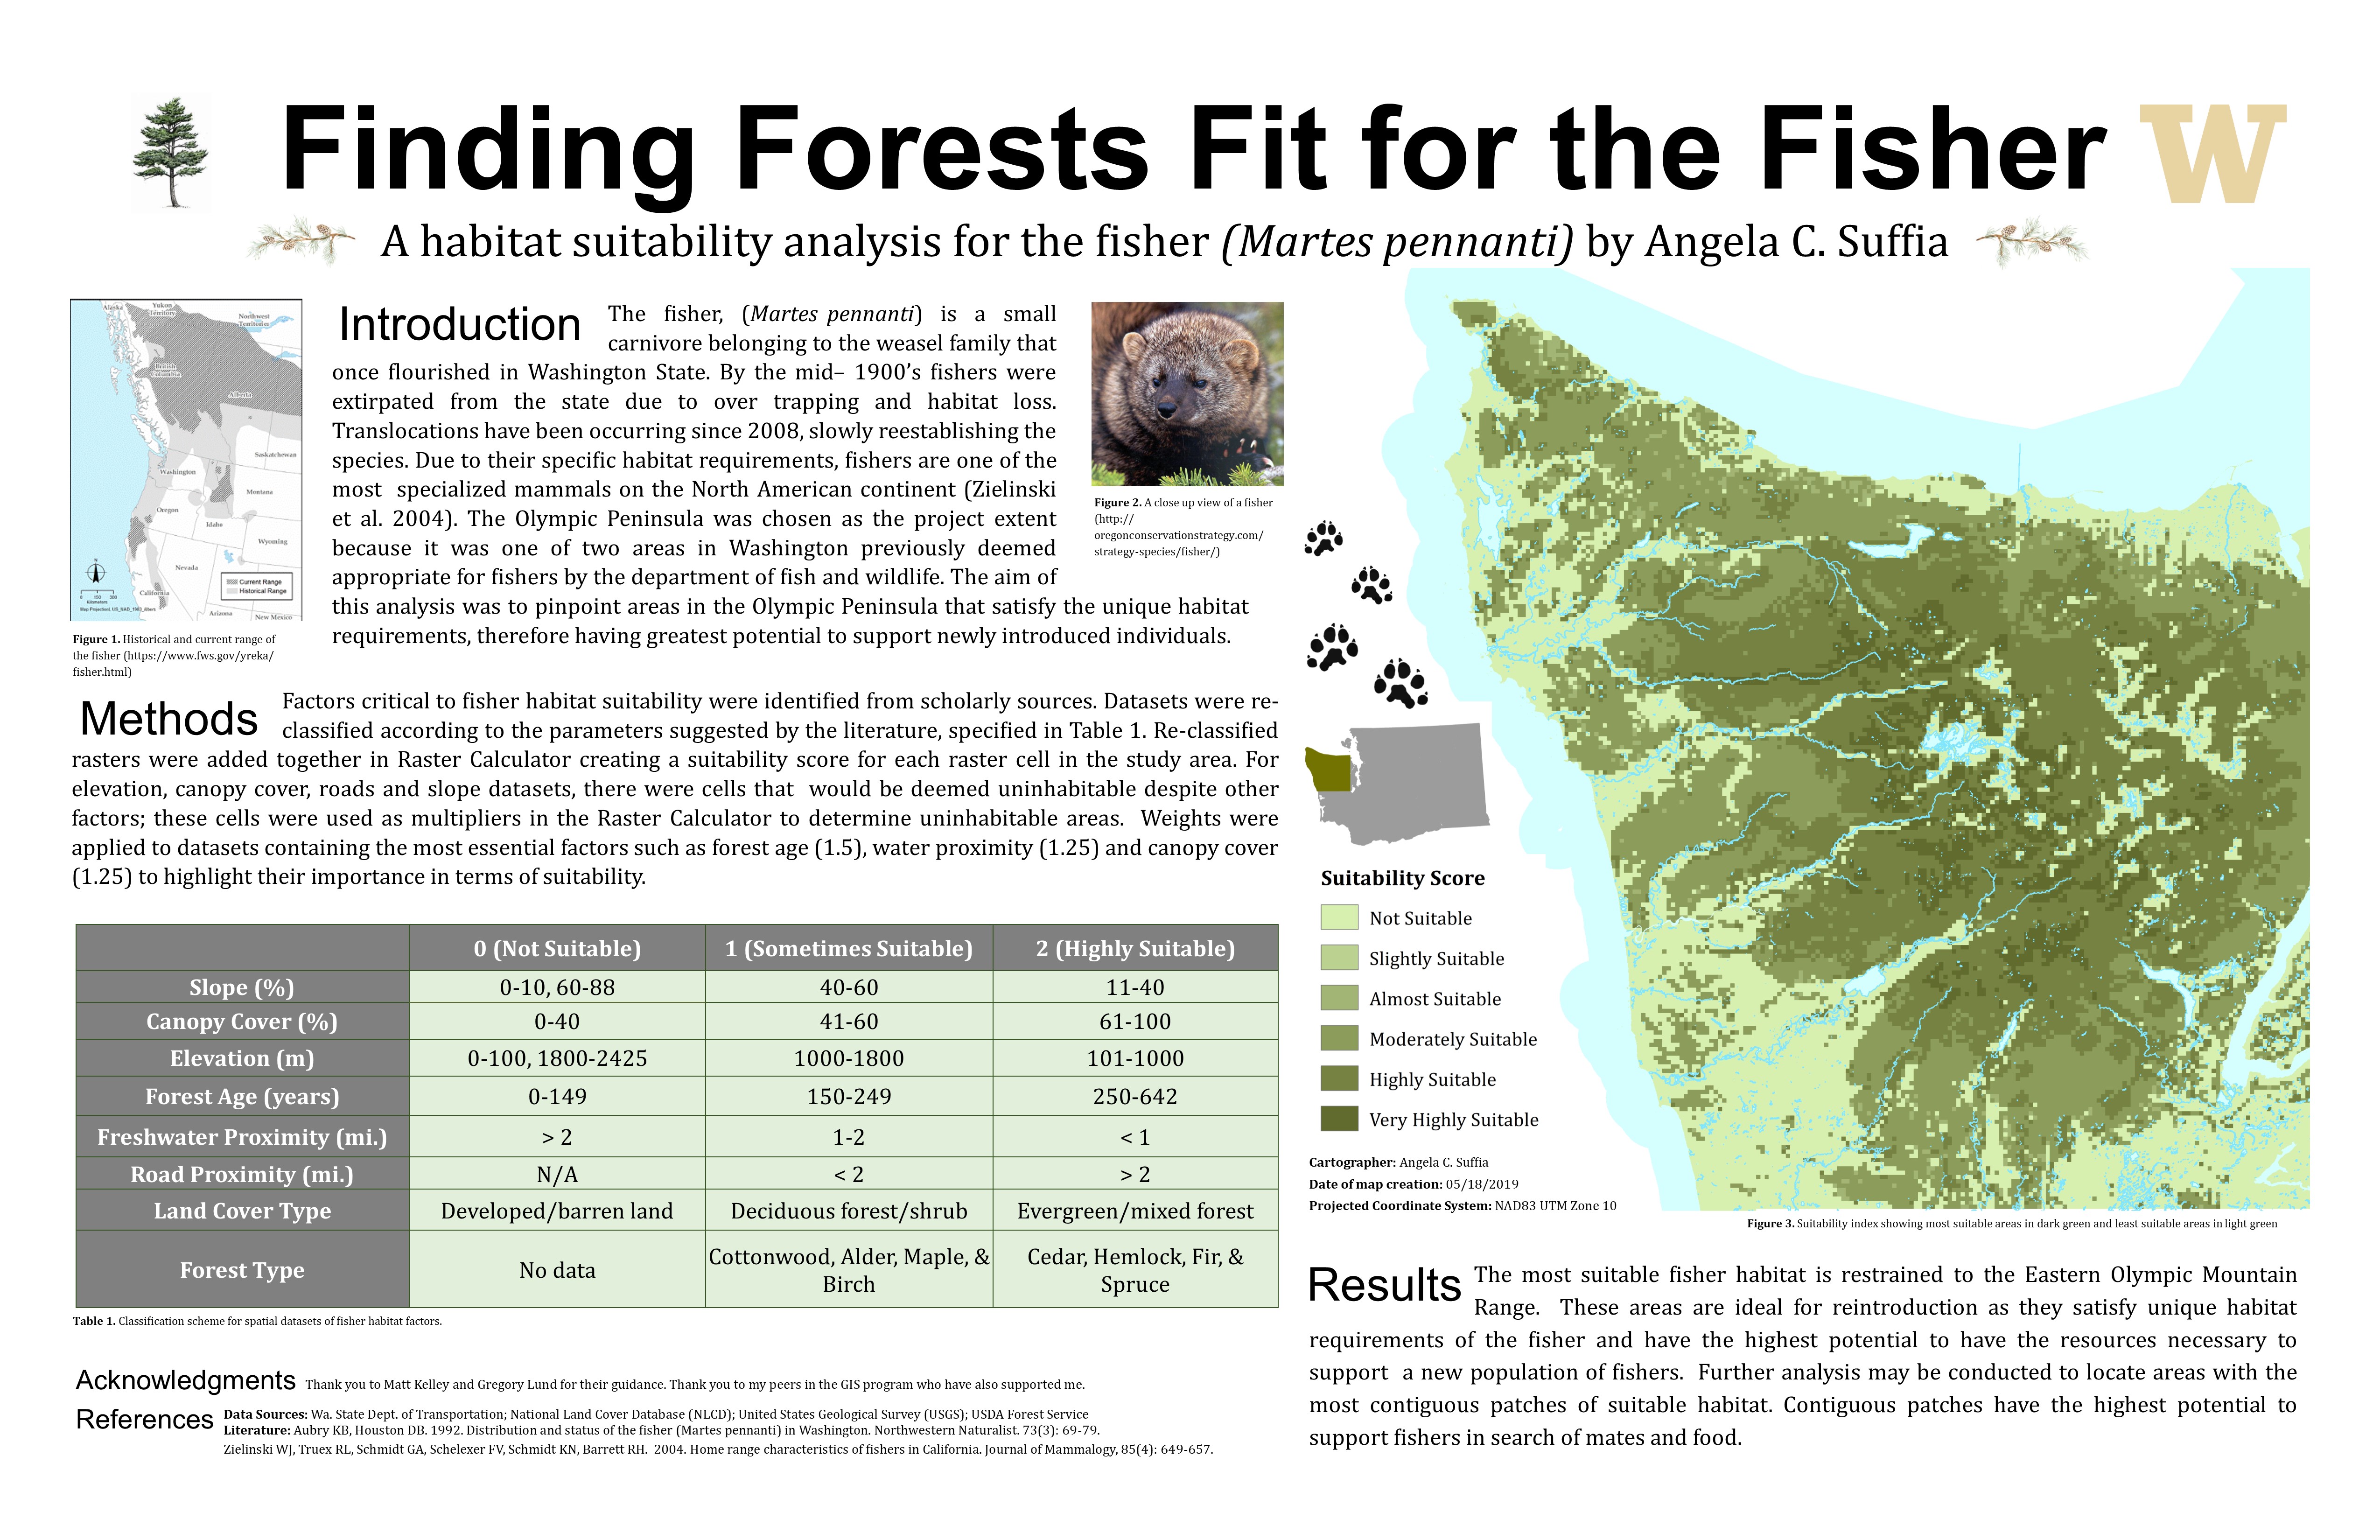 Finding Forests Fit for the Fisher
W
A habitat suitability analysis for the fisher (Martes pennanti) by Angela C. Suffia
Alaska
Yukon
Territory
Northwest
Territories
British
Columbia
Alberta
Saskatchewan
Washington
Montana
Oregon
Idaho
Wyoming
Nevada
California
Arizona
New Mexico
N
0 150 300
Kilometers
Map Projection: US_NAD_1983_Albers
Current Range
Historical Range
Figure 1. Historical and current range of
the fisher (https://www.fws.gov/yreka/
fisher.html)
Introduction
The fisher, (Martes pennanti) is a small
carnivore belonging to the weasel family that
once flourished in Washington State. By the mid– 1900’s fishers were
extirpated from the state due to over trapping and habitat loss.
Translocations have been occurring since 2008, slowly reestablishing the
species. Due to their specific habitat requirements, fishers are one of the
most specialized mammals on the North American continent (Zielinski
et al. 2004). The Olympic Peninsula was chosen as the project extent
because it was one of two areas in Washington previously deemed
appropriate for fishers by the department of fish and wildlife. The aim of
this analysis was to pinpoint areas in the Olympic Peninsula that satisfy the unique habitat
requirements, therefore having greatest potential to support newly introduced individuals.
Figure 2. A close up view of a fisher
(http://
oregonconservationstrategy.com/
strategy-species/fisher/)
Methods
Factors critical to fisher habitat suitability were identified from scholarly sources. Datasets were re-
classified according to the parameters suggested by the literature, specified in Table 1. Re-classified
rasters were added together in Raster Calculator creating a suitability score for each raster cell in the study area. For
elevation, canopy cover, roads and slope datasets, there were cells that would be deemed uninhabitable despite other
factors; these cells were used as multipliers in the Raster Calculator to determine uninhabitable areas. Weights were
applied to datasets containing the most essential factors such as forest age (1.5), water proximity (1.25) and canopy cover
(1.25) to highlight their importance in terms of suitability.
0 (Not Suitable) 1 (Sometimes Suitable) 2 (Highly Suitable)
Slope (%) 0-10, 60-88 40-60 11-40
Canopy Cover (%) 0-40 41-60 61-100
Elevation (m) 0-100, 1800-2425 1000-1800 101-1000
Forest Age (years) 0-149 150-249 250-642
Freshwater Proximity (mi.) > 2 1-2 < 1
Road Proximity (mi.) N/A < 2 > 2
Land Cover Type Developed/barren land Deciduous forest/shrub Evergreen/mixed forest
Forest Type No data Cottonwood, Alder, Maple, & Birch Cedar, Hemlock, Fir, & Spruce
Table 1. Classification scheme for spatial datasets of fisher habitat factors.
Acknowledgments Thank you to Matt Kelley and Gregory Lund for their guidance. Thank you to my peers in the GIS program who have also supported me.
References
Data Sources: Wa. State Dept. of Transportation; National Land Cover Database (NLCD); United States Geological Survey (USGS); USDA Forest Service
Literature: Aubry KB, Houston DB. 1992. Distribution and status of the fisher (Martes pennanti) in Washington. Northwestern Naturalist. 73(3): 69-79.
Zielinski WJ, Truex RL, Schmidt GA, Schelexer FV, Schmidt KN, Barrett RH. 2004. Home range characteristics of fishers in California. Journal of Mammalogy, 85(4): 649-657.
Suitability Score
Not Suitable
Slightly Suitable
Almost Suitable
Moderately Suitable
Highly Suitable
Very Highly Suitable
Cartographer: Angela C. Suffia
Date of map creation: 05/18/2019
Projected Coordinate System: NAD83 UTM Zone 10
Figure 3. Suitability index showing most suitable areas in dark green and least suitable areas in light green
Results
The most suitable fisher habitat is restrained to the Eastern Olympic Mountain
Range. These areas are ideal for reintroduction as they satisfy unique habitat
requirements of the fisher and have the highest potential to have the resources necessary to
support a new population of fishers. Further analysis may be conducted to locate areas with the
most contiguous patches of suitable habitat. Contiguous patches have the highest potential to
support fishers in search of mates and food.